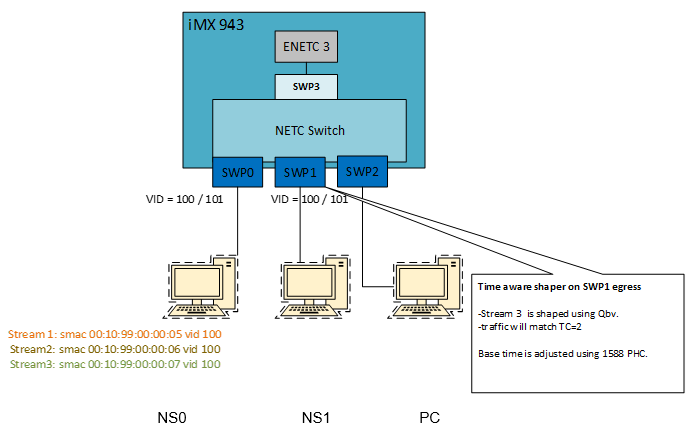 iMX 943
ENETC 3
SWP3
NETC Switch
SWP0
SWP1
SWP2
VID = 100 / 101
VID = 100 / 101
Time aware shaper on SWP1 egress
-Stream 3 is shaped using Qbv.
-traffic will match TC=2
Base time is adjusted using 1588 PHC.
Stream 1: smac 00:10:99:00:00:05 vid 100
Stream2: smac 00:10:99:00:00:06 vid 100
Stream3: smac 00:10:99:00:00:07 vid 100
NS0
NS1
PC